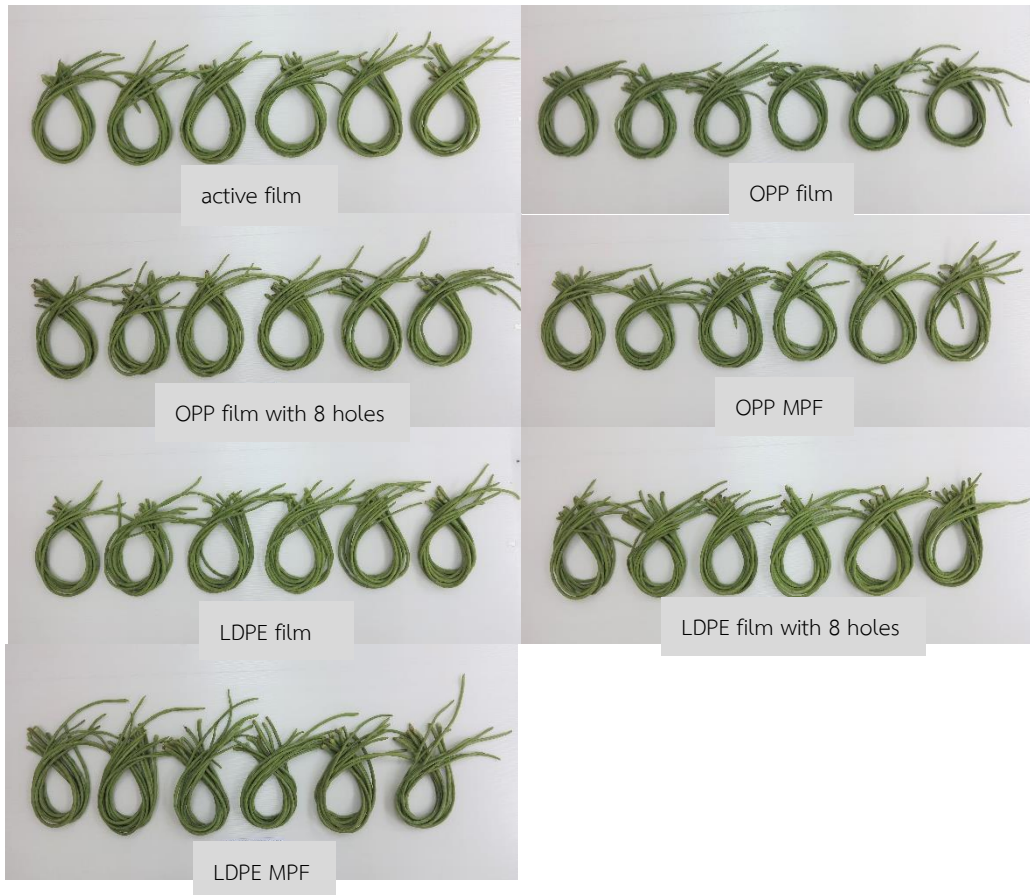 active film
OPP film
OPP film with 8 holes
OPP MPF
LDPE film
LDPE film with 8 holes
LDPE MPF